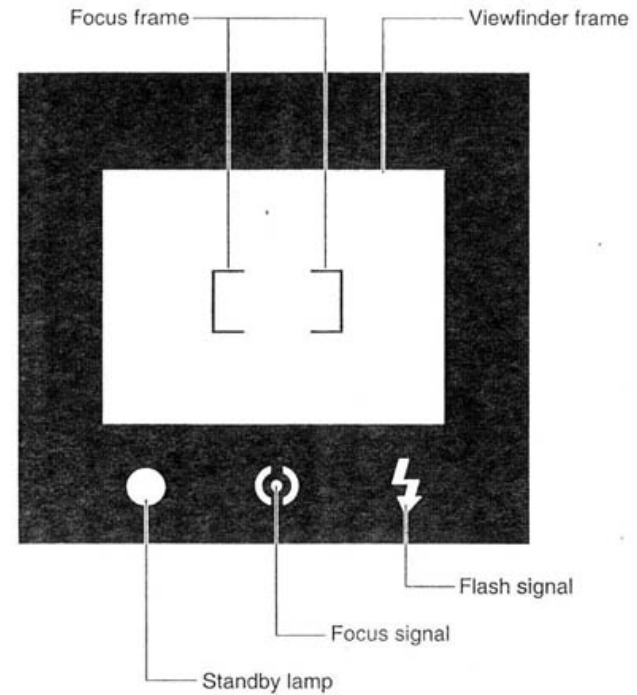 Focus frame
Viewfinder frame
Flash signal
Focus signal
Standby lamp